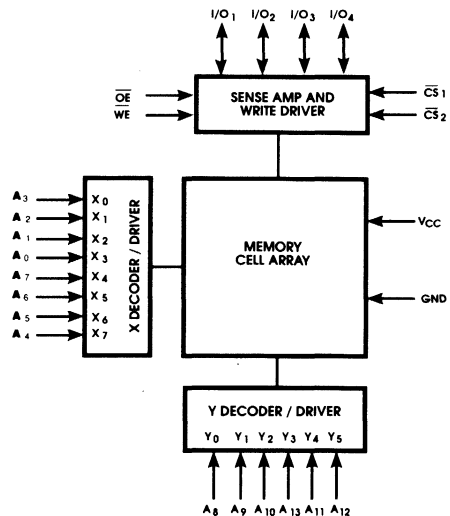 I/O1 I/O2 I/O3 I/O4
OE
WE
SENSE AMP AND
WRITE DRIVER
CS1
CS2
A3 X0
A2 X1
A1 X2
A0 X3
A7 X4
A6 X5
A5 X6
A4 X7
X DECODER / DRIVER
MEMORY
CELL ARRAY
VCC
GND
Y DECODER / DRIVER
Y0 Y1 Y2 Y3 Y4 Y5
A8 A9 A10 A13 A11 A12